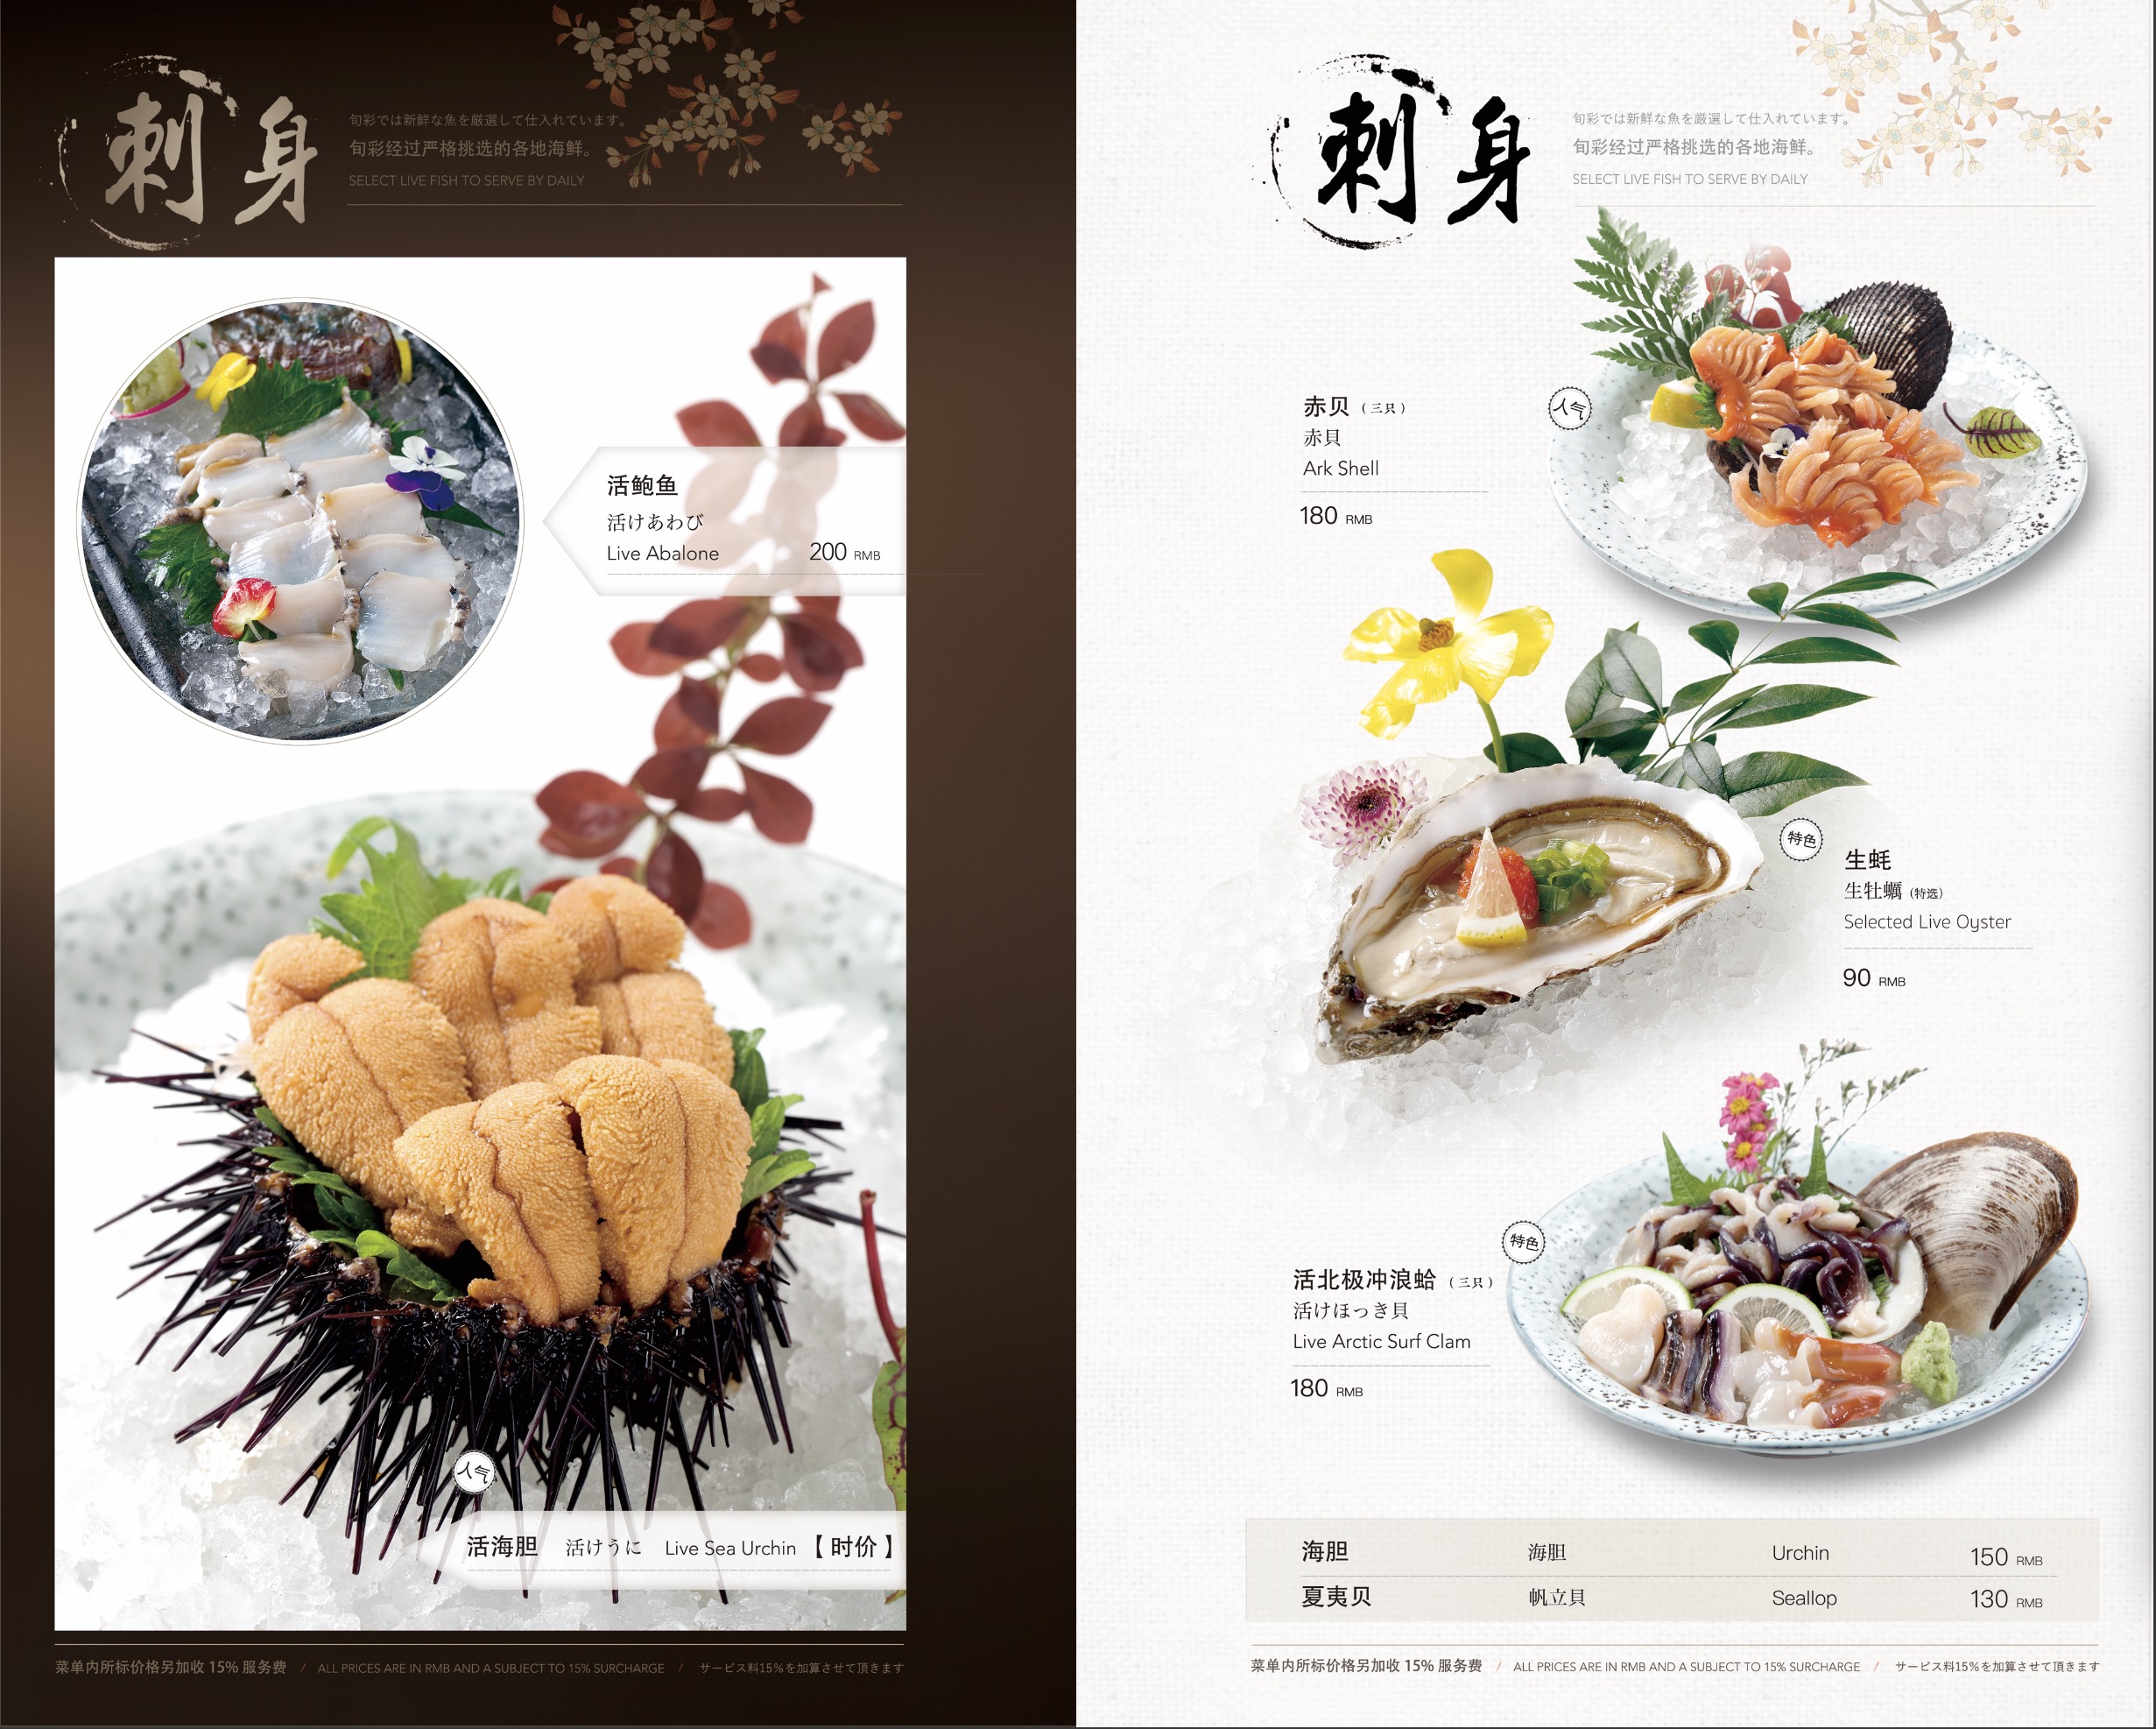 刺身
旬彩では新鮮な魚を厳選して仕入れています。
旬彩经过严格挑选的各地海鲜。
SELECT LIVE FISH TO SERVE BY DAILY
活鲍鱼
活けあわび
Live Abalone 200 RMB
人气
活海胆 活けうに Live Sea Urchin 【时价】
菜单内所标价格另加收 15% 服务费 / ALL PRICES ARE IN RMB AND A SUBJECT TO 15% SURCHARGE / サービス料15%を加算させて頂きます
刺身
旬彩では新鮮な魚を厳選して仕入れています。
旬彩经过严格挑选的各地海鲜。
SELECT LIVE FISH TO SERVE BY DAILY
人气
赤贝（三只）
赤貝
Ark Shell
180 RMB
特色
生蚝
生牡蠣（特选）
Selected Live Oyster
90 RMB
特色
活北极冲浪蛤（三只）
活けほっき貝
Live Arctic Surf Clam
180 RMB
海胆 海胆 Urchin 150 RMB
夏夷贝 帆立貝 Seallop 130 RMB
菜单内所标价格另加收 15% 服务费 / ALL PRICES ARE IN RMB AND A SUBJECT TO 15% SURCHARGE / サービス料15%を加算させて頂きます